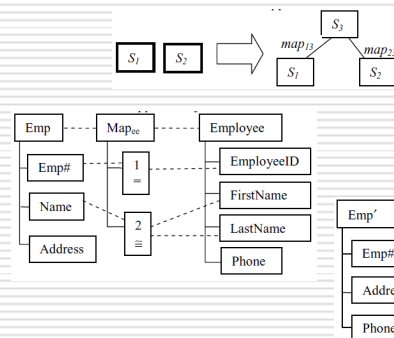 S3
map13
S1 S2
S1
S2
Emp
Mapee
Employee
Emp#
1
=
EmployeeID
Name
FirstName
2
≅
LastName
Address
Phone
Emp′
Emp#
Phone